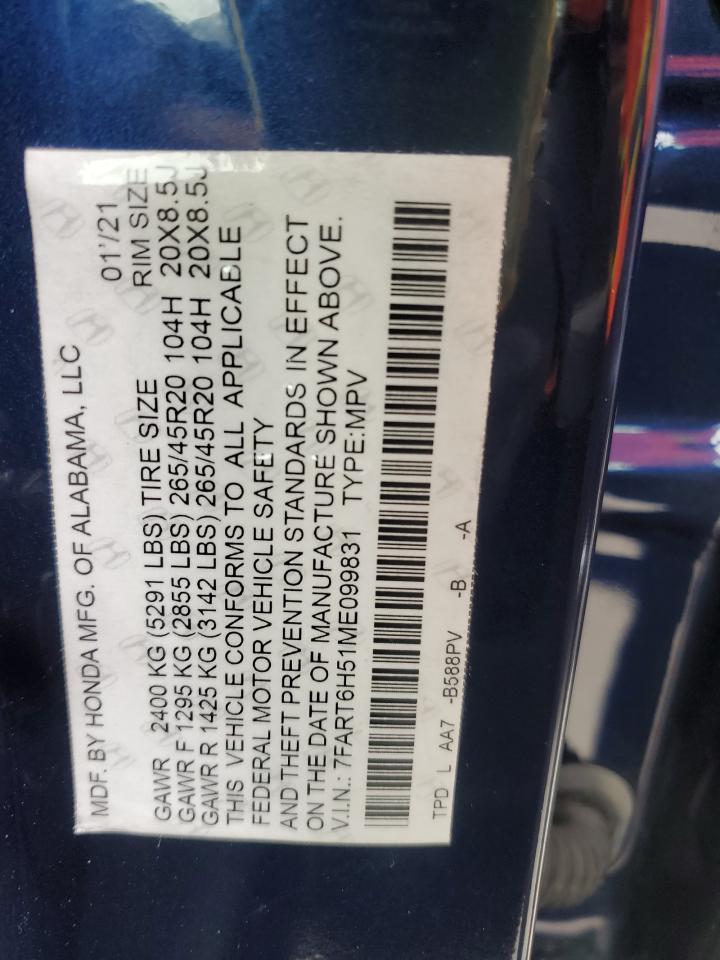 MDF. BY HONDA MFG. OF ALABAMA, LLC 01'/21
GAWR 2400 KG (5291 LBS) TIRE SIZE RIM SIZE
GAWR F 1295 KG (2855 LBS) 265/45R20 104H 20X8.5J
GAWR R 1425 KG (3142 LBS) 265/45R20 104H 20X8.5J
THIS VEHICLE CONFORMS TO ALL APPLICABLE
FEDERAL MOTOR VEHICLE SAFETY
AND THEFT PREVENTION STANDARDS IN EFFECT
ON THE DATE OF MANUFACTURE SHOWN ABOVE.
V.I.N.: 7FART6H51ME099831 TYPE:MPV
TPD L AA7 -B588PV -B -A